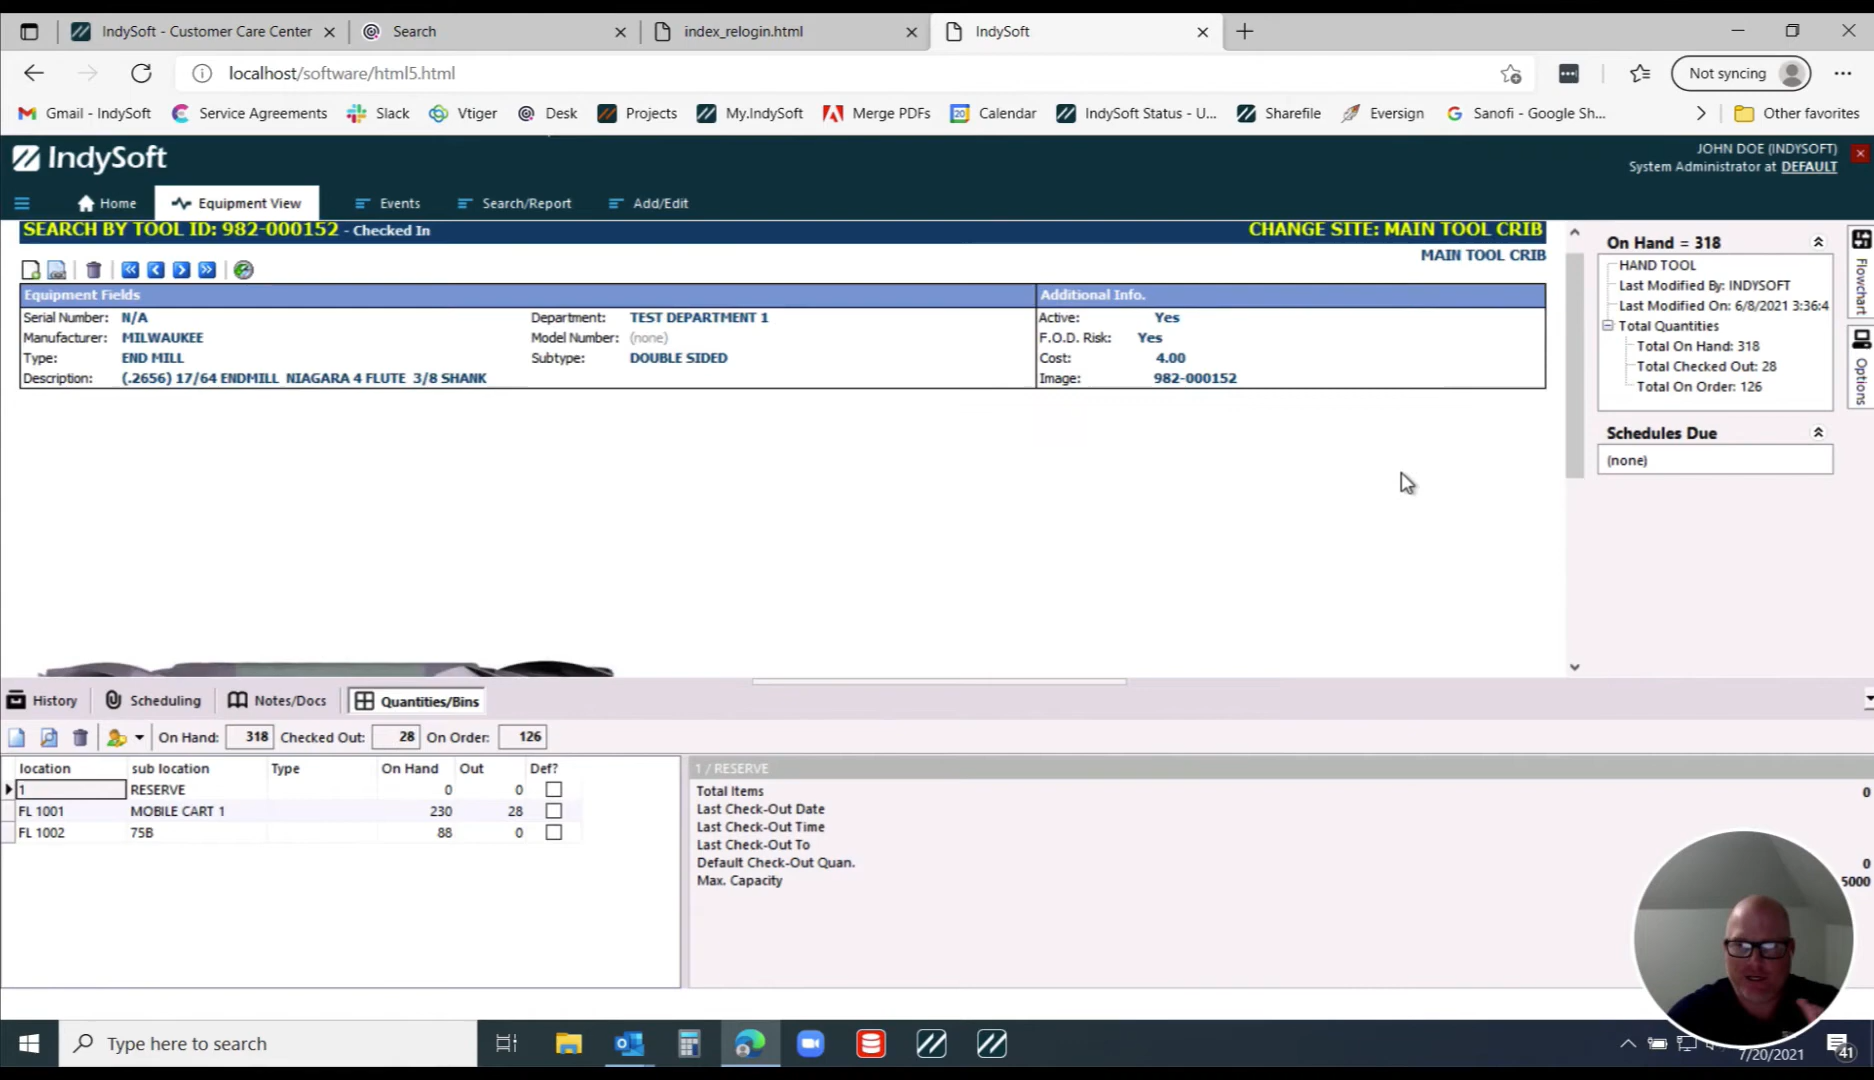 IndySoft - Customer Care Center
Search
index_relogin.html
IndySoft
localhost/software/html5.html
Not syncing
Gmail - IndySoft
Service Agreements
Slack
Vtiger
Desk
Projects
My.IndySoft
Merge PDFs
20
Calendar
IndySoft Status - U...
Sharefile
Eversign
Sanofi - Google Sh...
Other favorites
IndySoft
JOHN DOE (INDYSOFT)
System Administrator at DEFAULT
Home
Equipment View
Events
Search/Report
Add/Edit
SEARCH BY TOOL ID: 982-000152 - Checked In
CHANGE SITE: MAIN TOOL CRIB
MAIN TOOL CRIB
Equipment Fields
Additional Info.
Serial Number: N/A
Department: TEST DEPARTMENT 1
Active: Yes
Manufacturer: MILWAUKEE
Model Number: (none)
F.O.D. Risk: Yes
Type: END MILL
Subtype: DOUBLE SIDED
Cost: 4.00
Description: (.2656) 17/64 ENDMILL NIAGARA 4 FLUTE 3/8 SHANK
Image: 982-000152
On Hand = 318
HAND TOOL
Last Modified By: INDYSOFT
Last Modified On: 6/8/2021 3:36:4
Total Quantities
Total On Hand: 318
Total Checked Out: 28
Total On Order: 126
Schedules Due
(none)
Flowchart
Options
History
Scheduling
Notes/Docs
Quantities/Bins
On Hand: 318 Checked Out: 28 On Order: 126
location sub location Type On Hand Out Def?
1 RESERVE 0 0
FL 1001 MOBILE CART 1 230 28
FL 1002 75B 88 0
1 / RESERVE
Total Items 0
Last Check-Out Date
Last Check-Out Time
Last Check-Out To
Default Check-Out Quan. 0
Max. Capacity 5000
Type here to search
7/20/2021
41